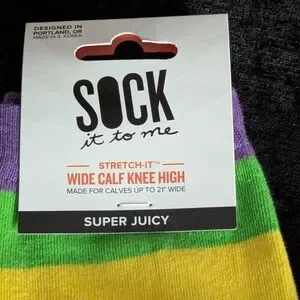 DESIGNED IN
PORTLAND, OR
MADE IN S. KOREA
SOCK
it to me
STRETCH-IT™
WIDE CALF KNEE HIGH
MADE FOR CALVES UP TO 21" WIDE
SUPER JUICY